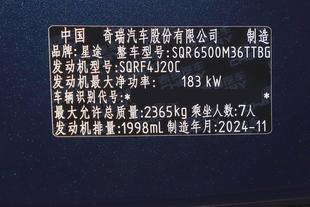 中国 奇瑞汽车股份有限公司 制造
品牌:星途 整车型号:SQR6500M36TTBG
发动机型号:SQRF4J20C
发动机最大净功率: 183 kW
车辆识别代号:*    *
最大允许总质量:2365kg 乘坐人数:7人
发动机排量:1998mL 制造年月:2024-11